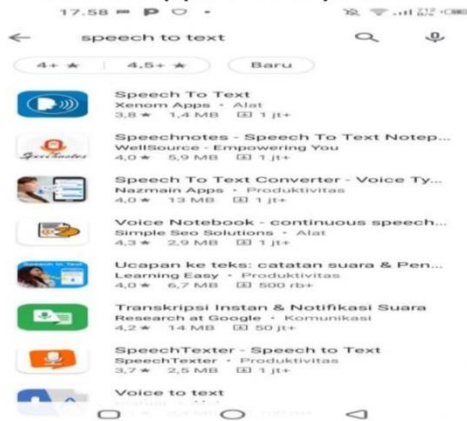 17.58
speech to text
4+ ★ 4,5+ ★ Baru
Speech To Text
Xenom Apps • Alat
3,8 ★ 1,4 MB 1 jt+
Speechnotes - Speech To Text Notep...
WellSource - Empowering You
4,0 ★ 5,9 MB 1 jt+
Speech To Text Converter - Voice Ty...
Nazmain Apps • Produktivitas
4,0 ★ 13 MB 1 jt+
Voice Notebook - continuous speech...
Simple Seo Solutions • Alat
4,3 ★ 2,9 MB 1 jt+
Ucapan ke teks: catatan suara & Pen...
Learning Easy • Produktivitas
4,0 ★ 6,7 MB 500 rb+
Transkripsi Instan & Notifikasi Suara
Research at Google • Komunikasi
4,2 ★ 14 MB 50 jt+
SpeechTexter - Speech to Text
SpeechTexter • Produktivitas
3,7 ★ 2,5 MB 1 jt+
Voice to text